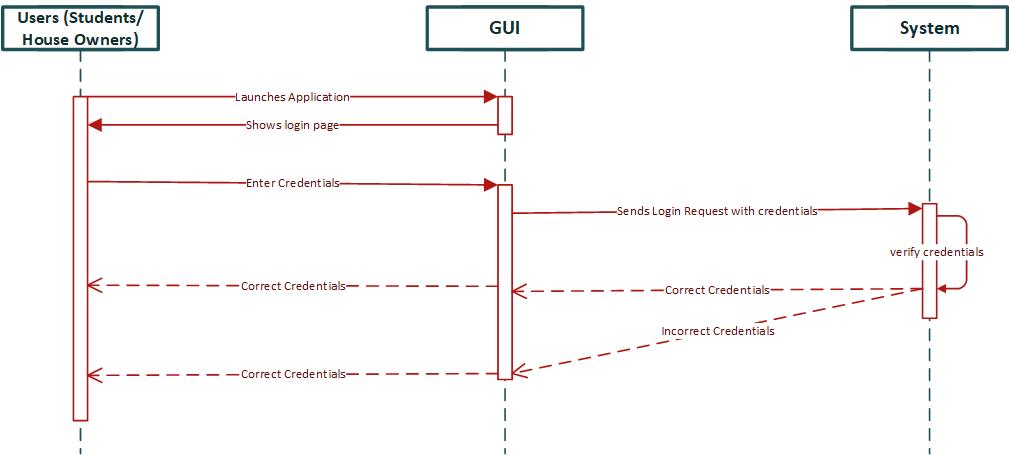 Users (Students/
House Owners)
GUI
System
Launches Application
Shows login page
Enter Credentials
Sends Login Request with credentials
verify credentials
Correct Credentials
Correct Credentials
Incorrect Credentials
Correct Credentials